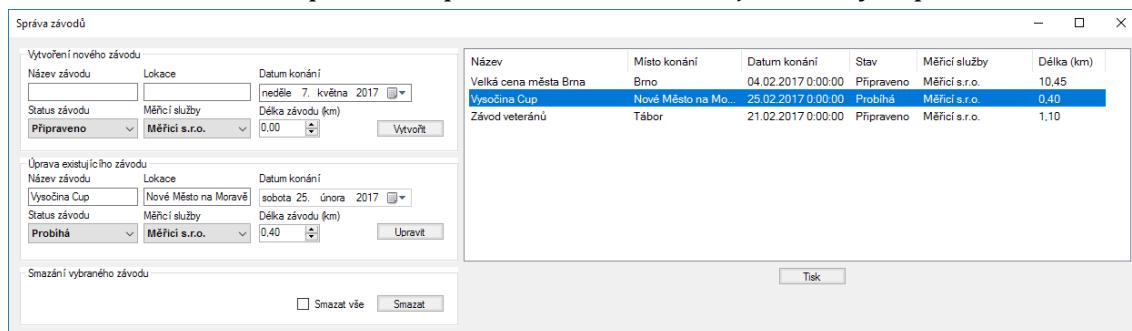 Správa závodů
Vytvoření nového závodu
Název závodu Lokace Datum konání
neděle 7. května 2017
Status závodu Měřicí služby Délka závodu (km)
Připraveno Měřicí s.r.o. 0,00 Vytvořit
Úprava existujícího závodu
Název závodu Lokace Datum konání
Vysočina Cup Nové Město na Moravě sobota 25. února 2017
Status závodu Měřicí služby Délka závodu (km)
Probíhá Měřicí s.r.o. 0,40 Upravit
Smazání vybraného závodu
Smazat vše Smazat
Název Místo konání Datum konání Stav Měřicí služby Délka (km)
Velká cena města Brna Brno 04.02.2017 0:00:00 Připraveno Měřicí s.r.o. 10,45
Vysočina Cup Nové Město na Mo... 25.02.2017 0:00:00 Probíhá Měřicí s.r.o. 0,40
Závod veteránů Tábor 21.02.2017 0:00:00 Připraveno Měřicí s.r.o. 1,10
Tisk